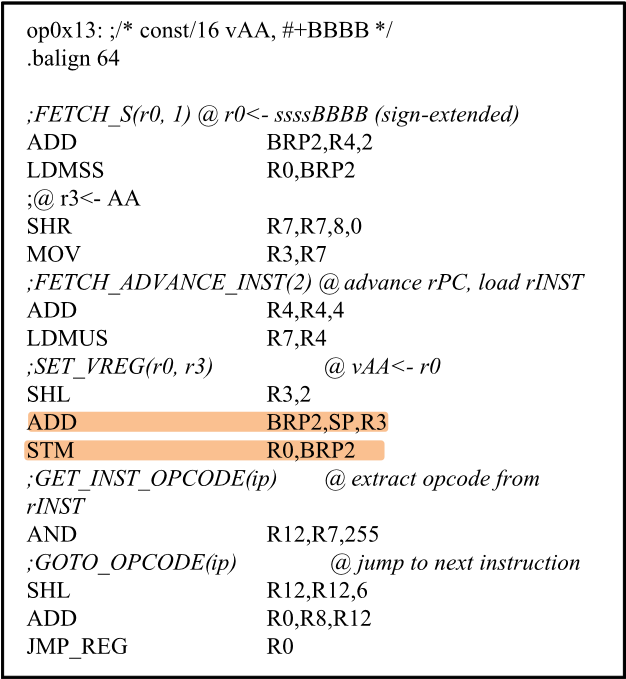 op0x13: ;/* const/16 vAA, #+BBBB */
.balign 64
;FETCH_S(r0, 1) @ r0<- ssssBBBB (sign-extended)
ADD BRP2,R4,2
LDMSS R0,BRP2
;@ r3<- AA
SHR R7,R7,8,0
MOV R3,R7
;FETCH_ADVANCE_INST(2) @ advance rPC, load rINST
ADD R4,R4,4
LDMUS R7,R4
;SET_VREG(r0, r3) @ vAA<- r0
SHL R3,2
ADD BRP2,SP,R3
STM R0,BRP2
;GET_INST_OPCODE(ip) @ extract opcode from
rINST
AND R12,R7,255
;GOTO_OPCODE(ip) @ jump to next instruction
SHL R12,R12,6
ADD R0,R8,R12
JMP_REG R0